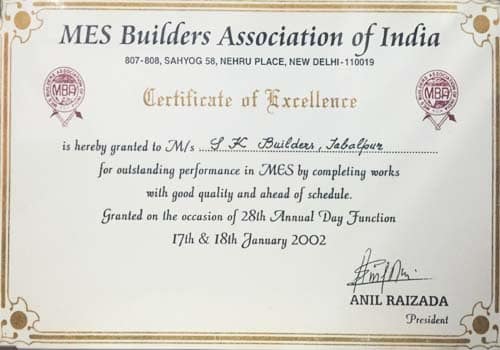 MES Builders Association of India
807-808, SAHYOG 58, NEHRU PLACE, NEW DELHI-110019
MBA
MBA
Certificate of Excellence
is hereby granted to M/s S K Builders, Jabalpur
for outstanding performance in MES by completing works
with good quality and ahead of schedule.
Granted on the occasion of 28th Annual Day Function
17th & 18th January 2002
ANIL RAIZADA
President